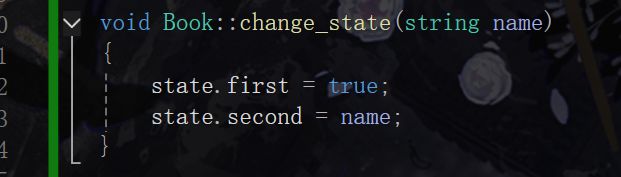 void Book::change_state(string name)
{
state.first = true;
state.second = name;
}